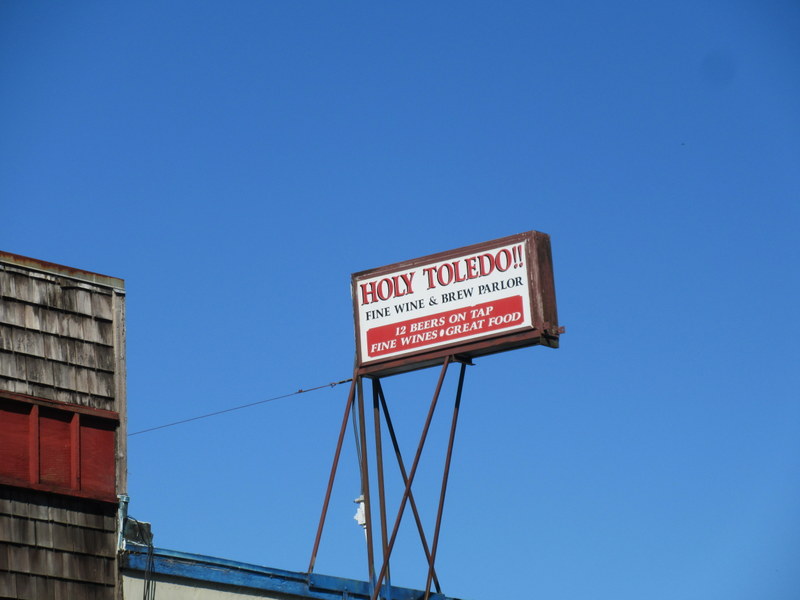 HOLY TOLEDO!!
FINE WINE & BREW PARLOR
12 BEERS ON TAP
FINE WINES • GREAT FOOD